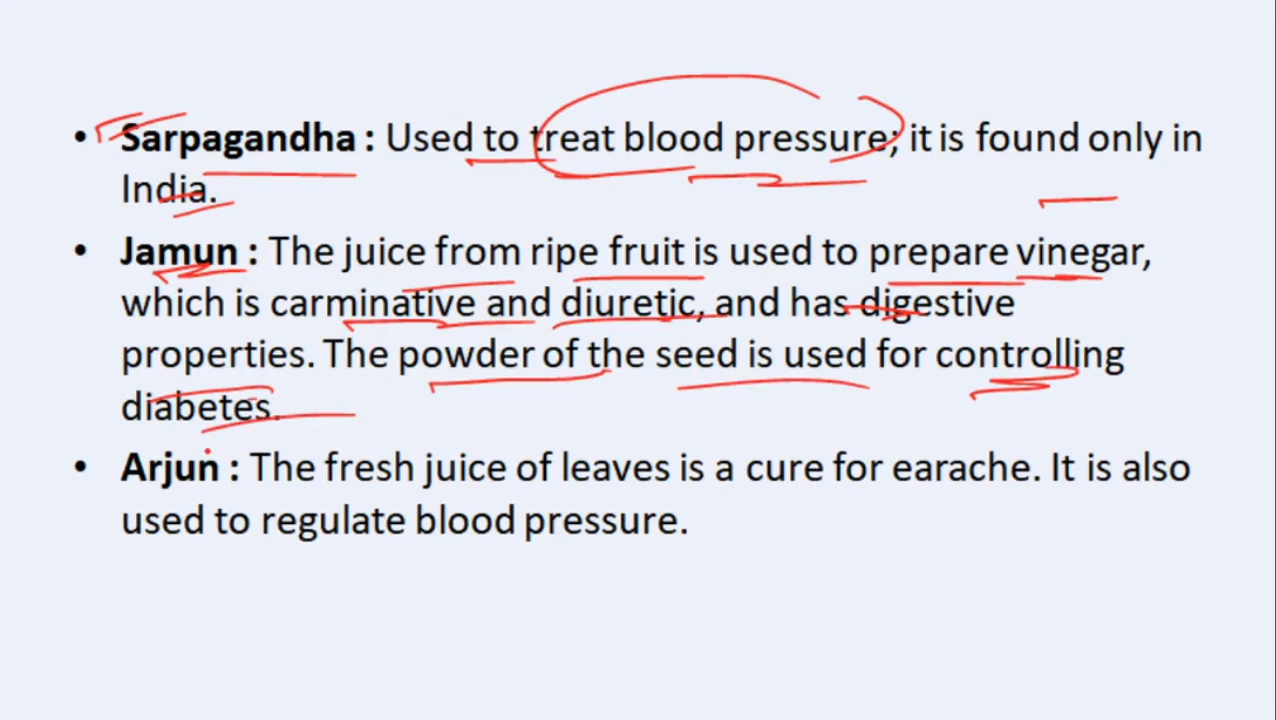 • Sarpagandha : Used to treat blood pressure; it is found only in
India.
• Jamun : The juice from ripe fruit is used to prepare vinegar,
which is carminative and diuretic, and has digestive
properties. The powder of the seed is used for controlling
diabetes.
• Arjun : The fresh juice of leaves is a cure for earache. It is also
used to regulate blood pressure.